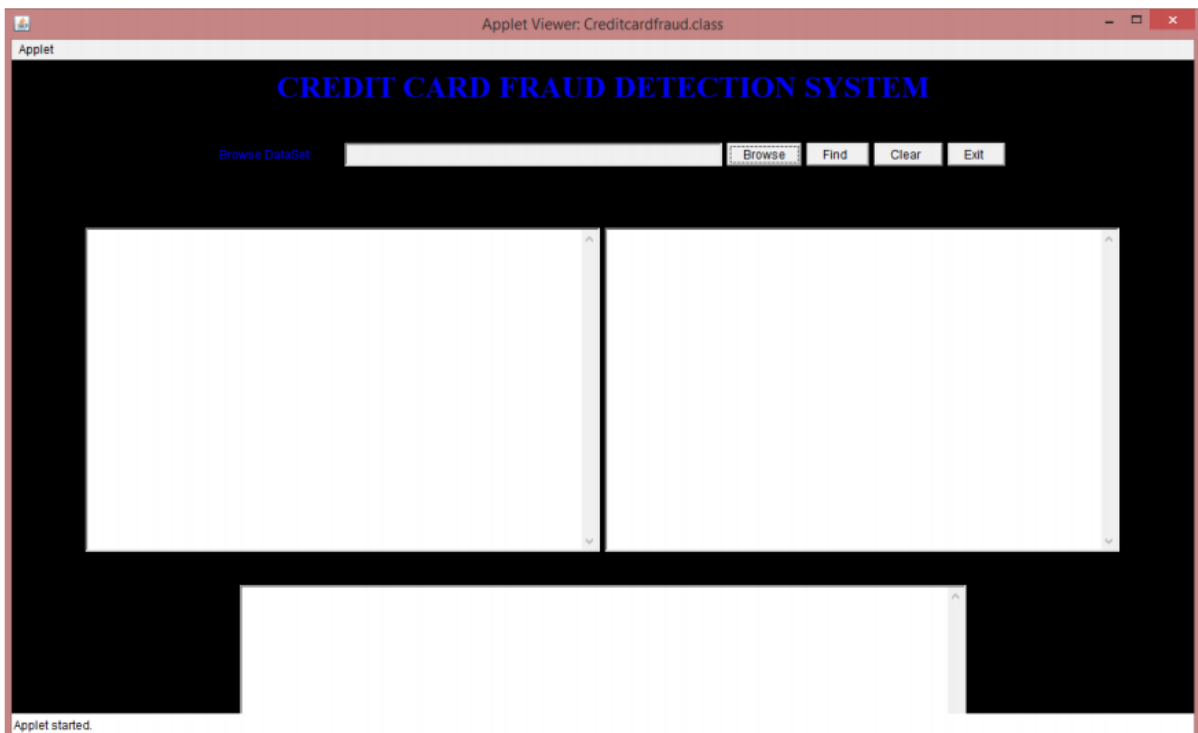 Applet Viewer: Creditcardfraud.class
Applet
CREDIT CARD FRAUD DETECTION SYSTEM
Browse DataSet: Browse Find Clear Exit
Applet started.